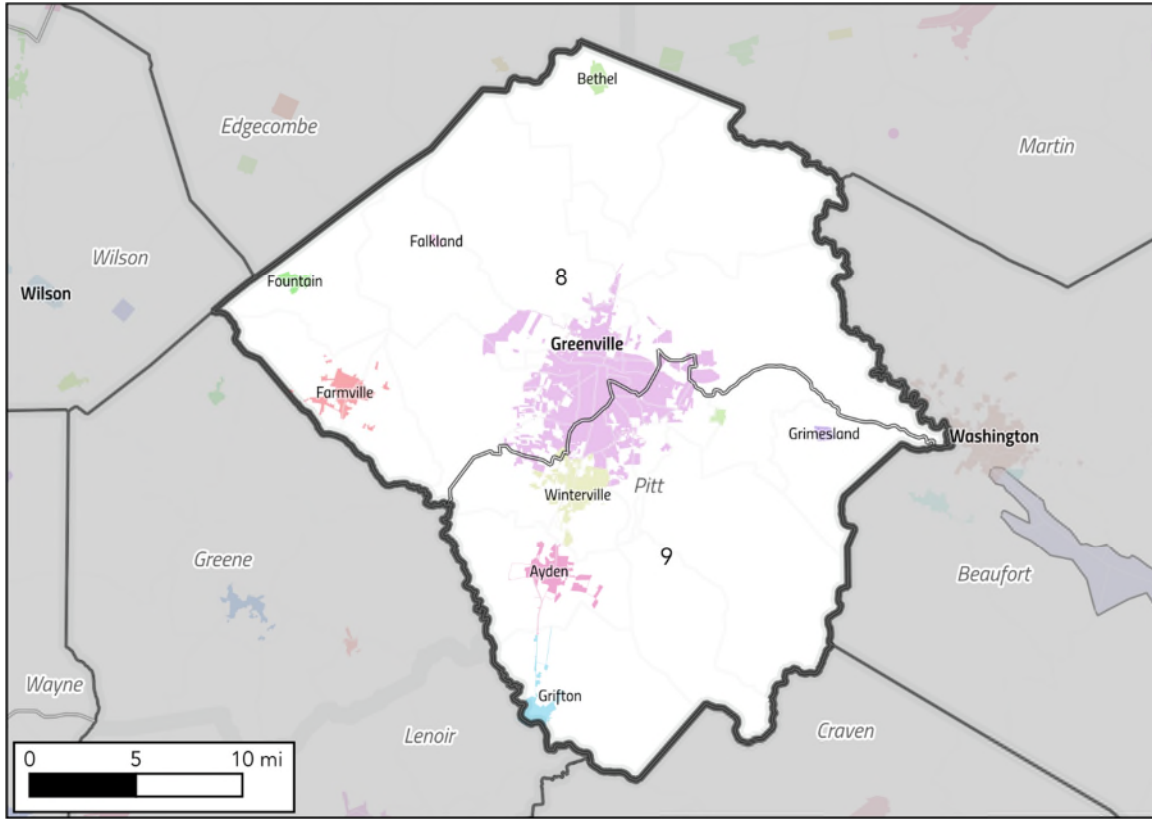 Bethel
Edgecombe
Martin
Falkland
Wilson
8
Fountain
Wilson
Greenville
Farmville
Grimesland
Washington
Pitt
Winterville
9
Greene
Ayden
Beaufort
Wayne
Grifton
Lenoir
Craven
0 5 10 mi